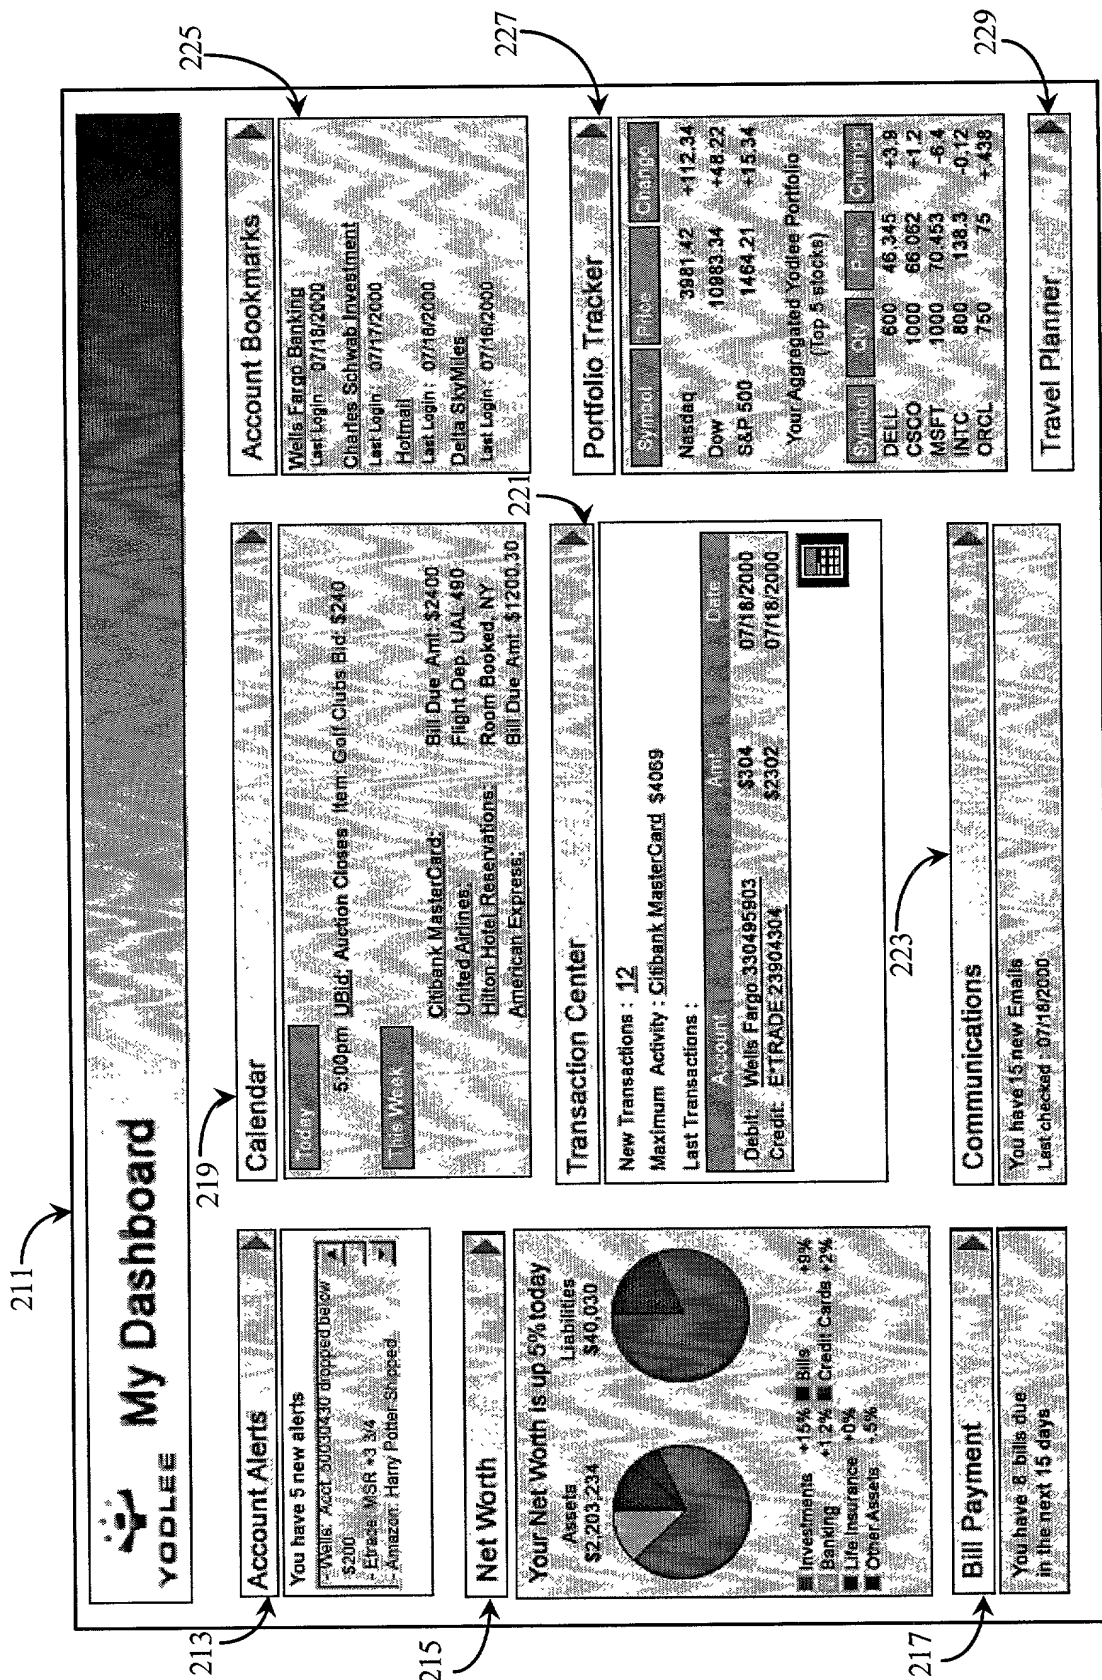 211
YODLEE My Dashboard
213
Account Alerts
You have 5 new alerts
- Wells: Acct. 50030430 dropped below
$200
- Etrade: MSR +3 3/4
- Amazon: Harry Potter Shipped
215
Net Worth
Your Net Worth is up 5% today
Assets Liabilities
$2,203,234 $40,030
Investments +15% Bills +9%
Banking +1.2% Credit Cards +2%
Life Insurance +0%
Other Assets +.5%
217
Bill Payment
You have 8 bills due
in the next 15 days
219
Calendar
Today
5:00pm UBid: Auction Closes Item: Golf Clubs Bid: $240
This Week
Citibank MasterCard: Bill Due Amt: $2400
United Airlines: Flight Dep. UAL 490
Hilton Hotel Reservations: Room Booked, NY
American Express: Bill Due Amt: $1200.30
221
Transaction Center
New Transactions : 12
Maximum Activity : Citibank MasterCard $4069
Last Transactions :
Account Amt. Date
Debit: Wells Fargo 330495903 $304 07/18/2000
Credit: E*TRADE 23904304 $2302 07/18/2000
223
Communications
You have 15 new Emails
Last checked : 07/18/2000
225
Account Bookmarks
Wells Fargo Banking
Last Login: 07/18/2000
Charles Schwab Investment
Last Login: 07/17/2000
Hotmail
Last Login: 07/16/2000
Delta SkyMiles
Last Login: 07/16/2000
227
Portfolio Tracker
Symbol Price Change
Nasdaq 3981.42 +112.34
Dow 10983.34 +48.22
S&P 500 1464.21 +15.34
Your Aggregated Yodlee Portfolio
(Top 5 stocks)
Symbol Qty Price Change
DELL 600 46.345 +3.9
CSCO 1000 66.062 +1.2
MSFT 1000 70.453 -6.4
INTC 800 138.3 -0.12
ORCL 750 75 +.438
229
Travel Planner